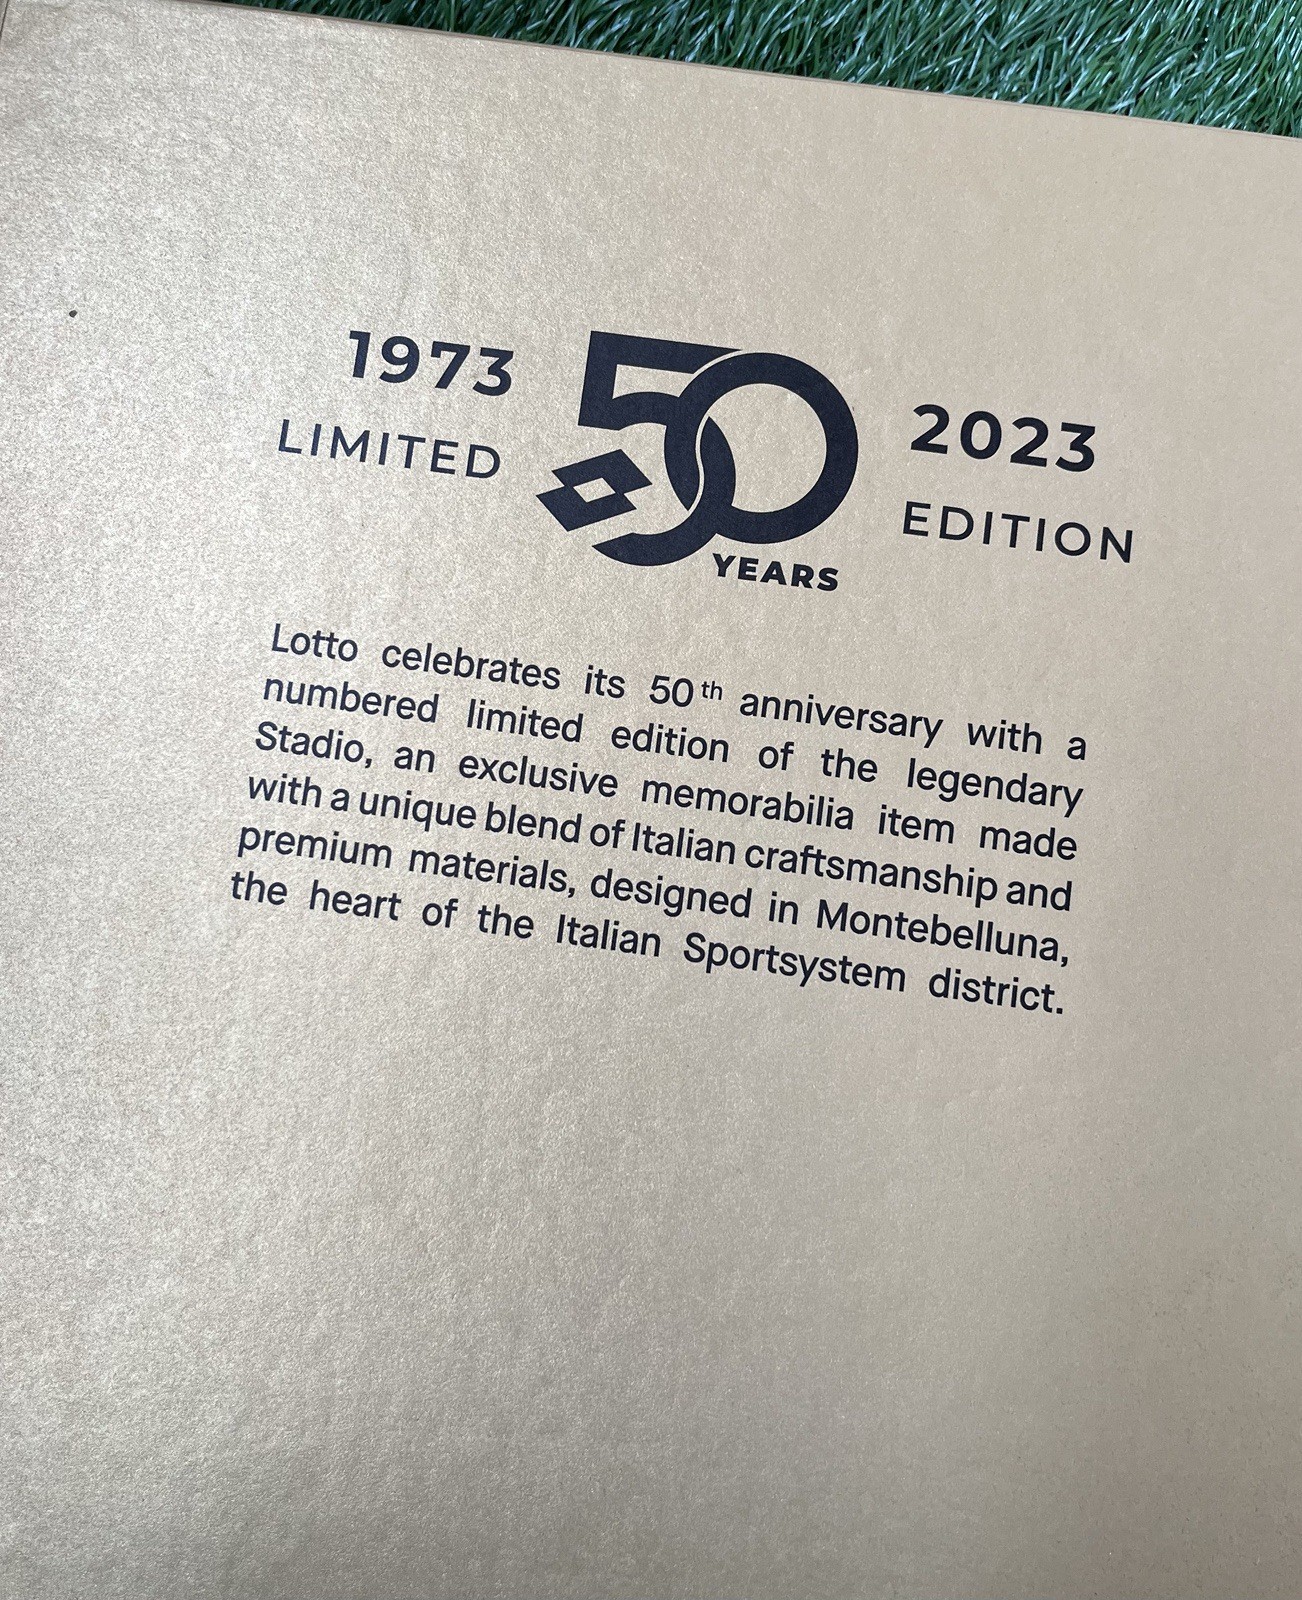 1973 50 2023
LIMITED EDITION
YEARS
Lotto celebrates its 50th anniversary with a
numbered limited edition of the legendary
Stadio, an exclusive memorabilia item made
with a unique blend of Italian craftsmanship and
premium materials, designed in Montebelluna,
the heart of the Italian Sportsystem district.